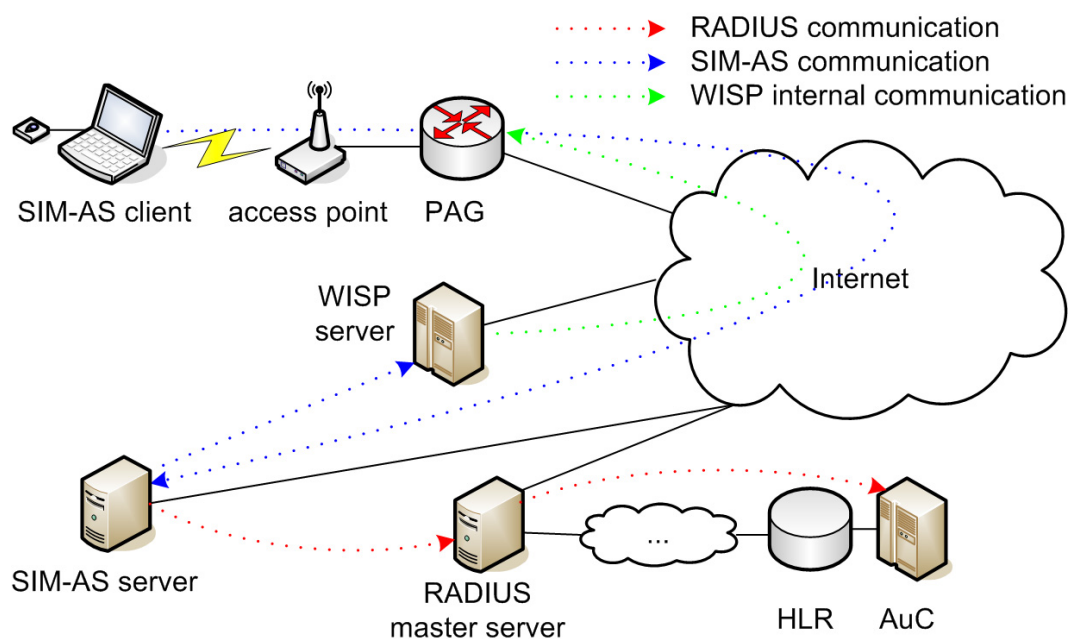 RADIUS communication
SIM-AS communication
WISP internal communication
SIM-AS client
access point
PAG
Internet
WISP
server
SIM-AS server
RADIUS
master server
...
HLR
AuC